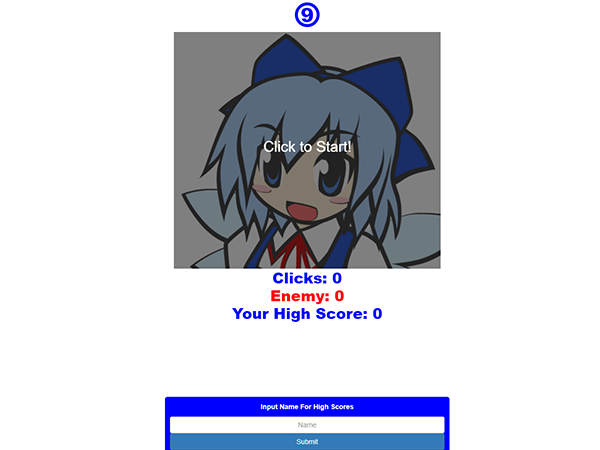 ⑨
Click to Start!
Clicks: 0
Enemy: 0
Your High Score: 0
Input Name For High Scores
Name
Submit